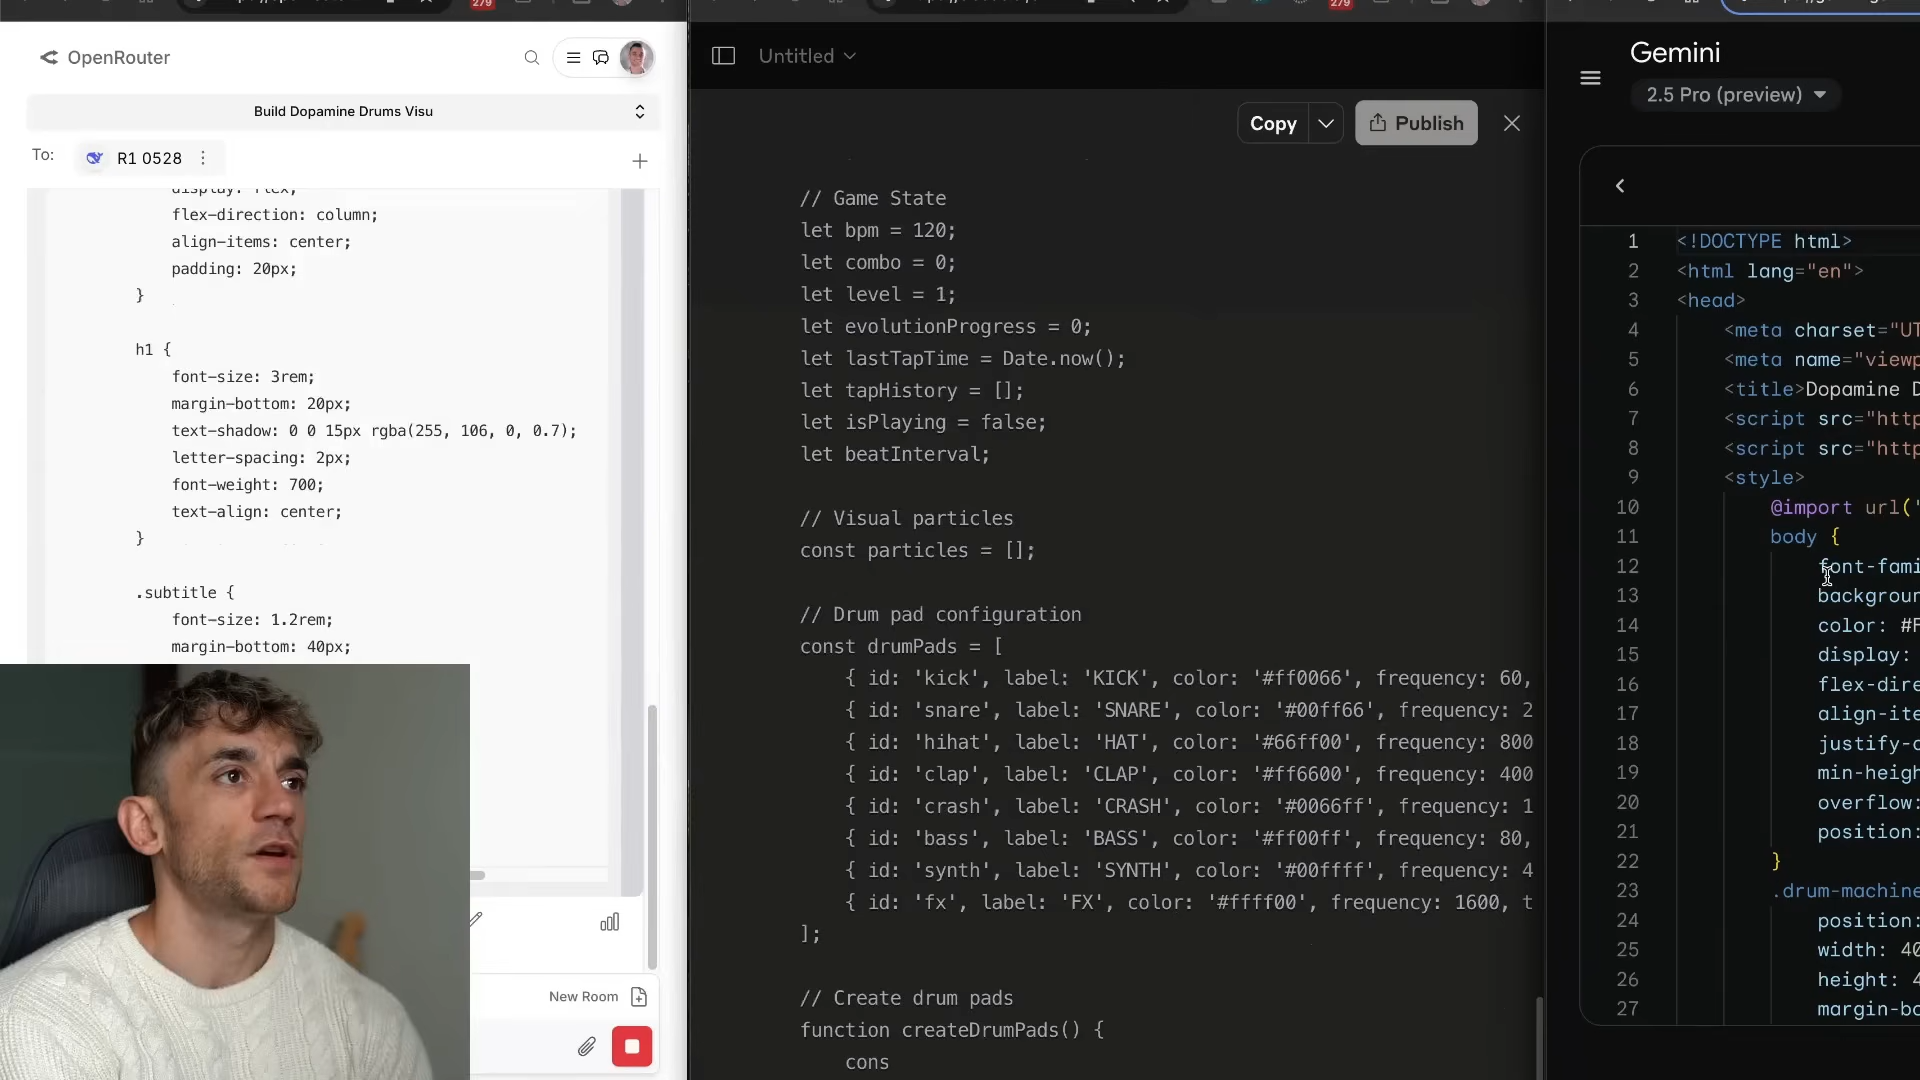 279
279
OpenRouter
Build Dopamine Drums Visu
To:
R1 0528
display: flex;
flex-direction: column;
align-items: center;
padding: 20px;
}
h1 {
font-size: 3rem;
margin-bottom: 20px;
text-shadow: 0 0 15px rgba(255, 106, 0, 0.7);
letter-spacing: 2px;
font-weight: 700;
text-align: center;
}
.subtitle {
font-size: 1.2rem;
margin-bottom: 40px;
New Room
Untitled
Copy
Publish
// Game State
let bpm = 120;
let combo = 0;
let level = 1;
let evolutionProgress = 0;
let lastTapTime = Date.now();
let tapHistory = [];
let isPlaying = false;
let beatInterval;
// Visual particles
const particles = [];
// Drum pad configuration
const drumPads = [
{ id: 'kick', label: 'KICK', color: '#ff0066', frequency: 60,
{ id: 'snare', label: 'SNARE', color: '#00ff66', frequency: 2
{ id: 'hihat', label: 'HAT', color: '#66ff00', frequency: 800
{ id: 'clap', label: 'CLAP', color: '#ff6600', frequency: 400
{ id: 'crash', label: 'CRASH', color: '#0066ff', frequency: 1
{ id: 'bass', label: 'BASS', color: '#ff00ff', frequency: 80,
{ id: 'synth', label: 'SYNTH', color: '#00ffff', frequency: 4
{ id: 'fx', label: 'FX', color: '#ffff00', frequency: 1600, t
];
// Create drum pads
function createDrumPads() {
cons
Gemini
2.5 Pro (preview)
1 <!DOCTYPE html>
2 <html lang="en">
3 <head>
4 <meta charset="UT
5 <meta name="viewp
6 <title>Dopamine D
7 <script src="http
8 <script src="http
9 <style>
10 @import url('
11 body {
12 font-fami
13 backgroun
14 color: #F
15 display:
16 flex-dire
17 align-ite
18 justify-c
19 min-heigh
20 overflow:
21 position:
22 }
23 .drum-machine
24 position:
25 width: 40
26 height: 4
27 margin-bo